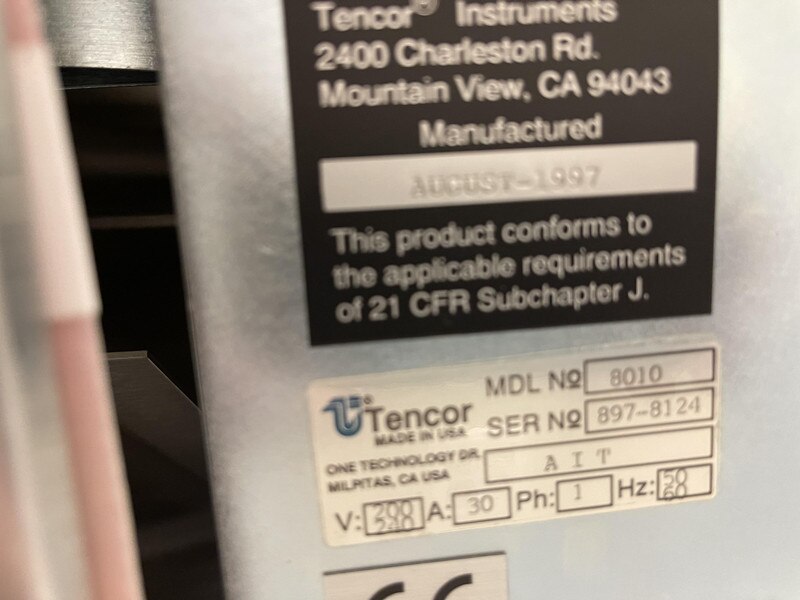 Tencor® Instruments
2400 Charleston Rd.
Mountain View, CA 94043
Manufactured
AUGUST-1997
This product conforms to
the applicable requirements
of 21 CFR Subchapter J.
Tencor®
MADE IN USA
MDL Nº 8010
SER Nº 897-8124
ONE TECHNOLOGY DR.
MILPITAS, CA USA
A I T
V: 200 240 A: 30 Ph: 1 Hz: 50 60
CE